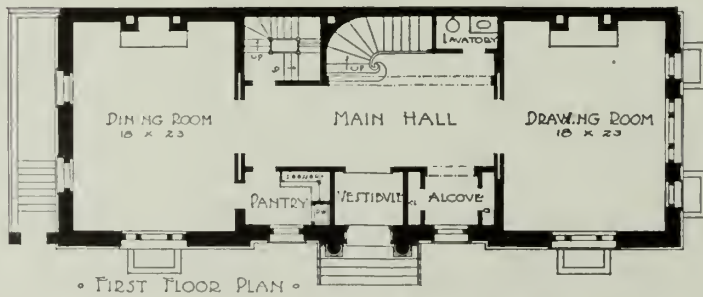 LAVATORY
UP
UP
DINING ROOM
18 x 23
MAIN HALL
DRAWING ROOM
18 x 23
PANTRY
VESTIBULE
ALCOVE
° FIRST FLOOR PLAN °